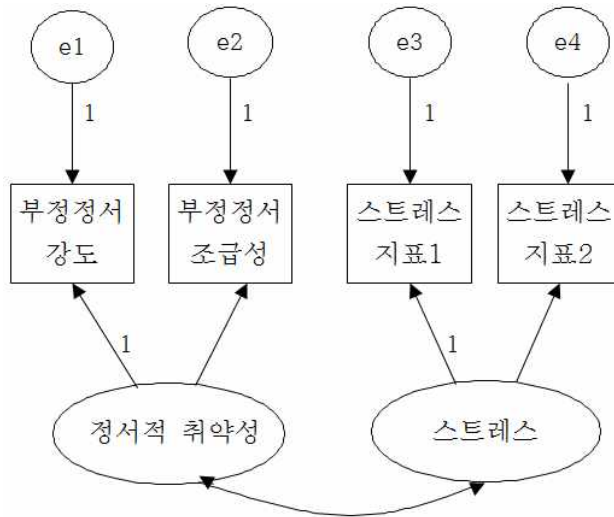 e1 e2 e3 e4
1 1 1 1
부정정서 부정정서 스트레스 스트레스
강도 조급성 지표1 지표2
1 1
정서적 취약성 스트레스